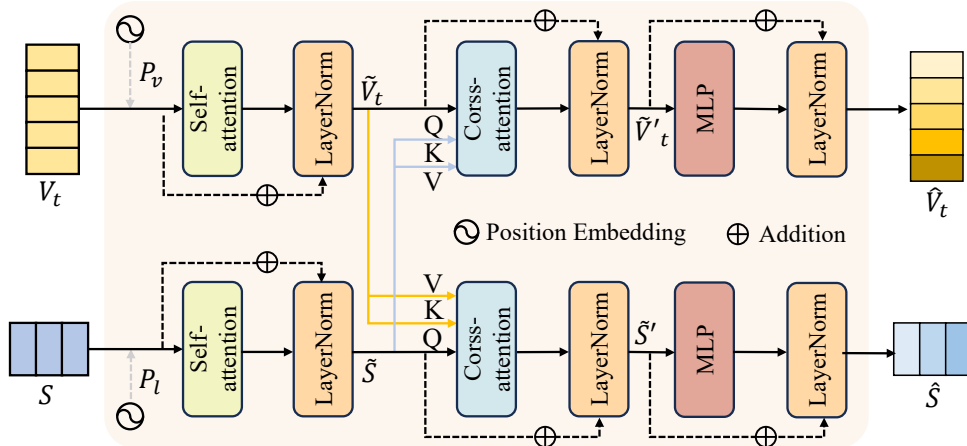 P_v
V_t
Self-
attention
LayerNorm
Ṽ_t
Q
K
V
Corss-
attention
LayerNorm
Ṽ'_t
MLP
LayerNorm
V̂_t
Position Embedding
Addition
S
P_l
Self-
attention
LayerNorm
S̃
V
K
Q
Corss-
attention
LayerNorm
S̃'
MLP
LayerNorm
Ŝ